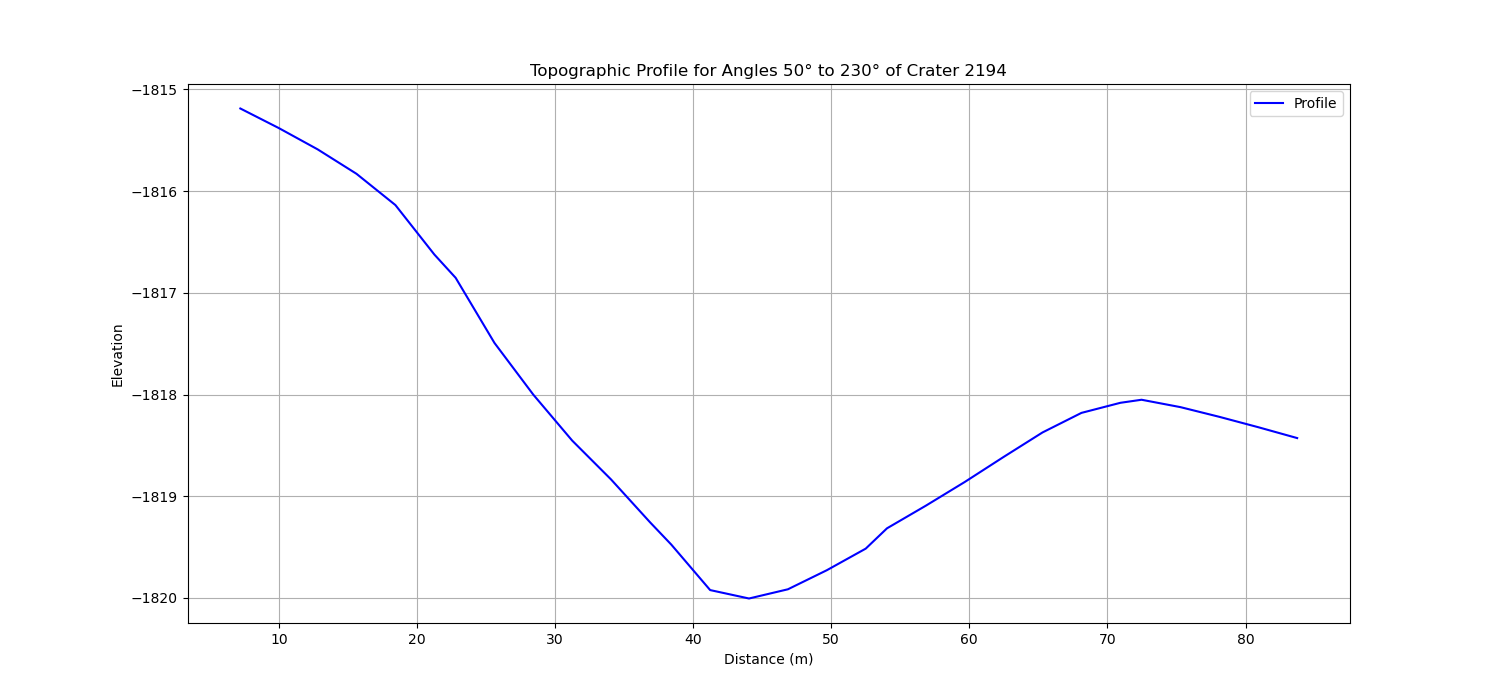 Topographic Profile for Angles 50° to 230° of Crater 2194
Profile
−1815
−1816
−1817
−1818
−1819
−1820
Elevation
10 20 30 40 50 60 70 80
Distance (m)